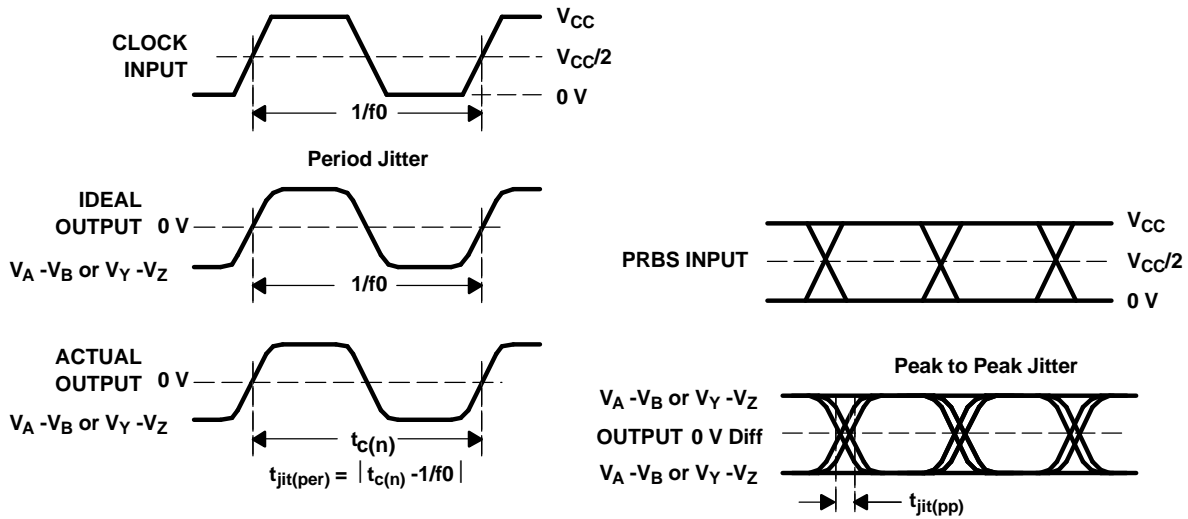 CLOCK
INPUT
V_CC
V_CC/2
0 V
1/f0
Period Jitter
IDEAL
OUTPUT 0 V
V_A -V_B or V_Y -V_Z
1/f0
ACTUAL
OUTPUT 0 V
V_A -V_B or V_Y -V_Z
t_c(n)
t_jit(per) = | t_c(n) -1/f0 |
PRBS INPUT
V_CC
V_CC/2
0 V
Peak to Peak Jitter
V_A -V_B or V_Y -V_Z
OUTPUT 0 V Diff
V_A -V_B or V_Y -V_Z
t_jit(pp)